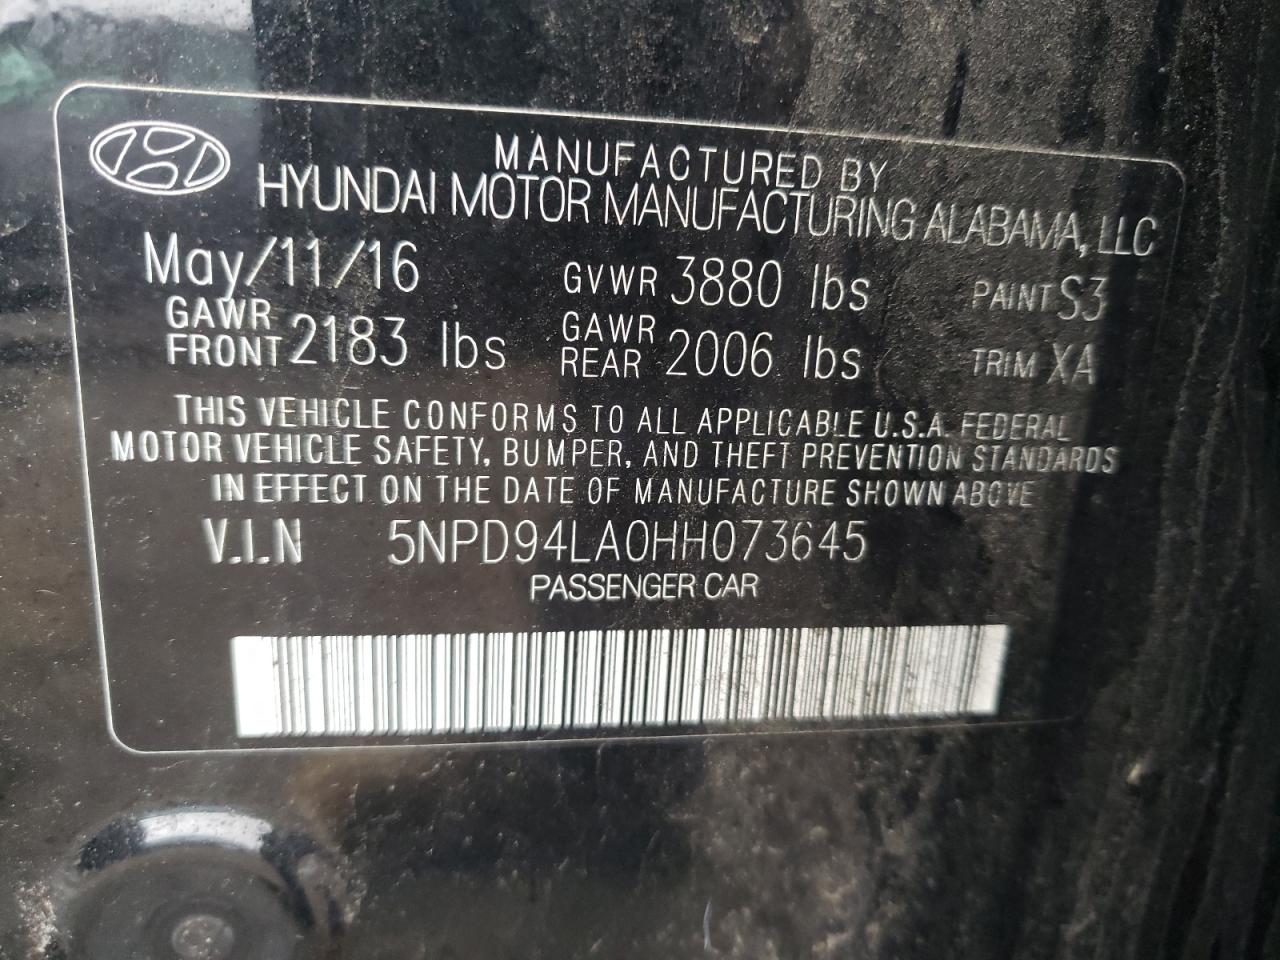 MANUFACTURED BY
HYUNDAI MOTOR MANUFACTURING ALABAMA, LLC
May/11/16 GVWR 3880 lbs PAINT S3
GAWR FRONT 2183 lbs GAWR REAR 2006 lbs TRIM XA
THIS VEHICLE CONFORMS TO ALL APPLICABLE U.S.A. FEDERAL
MOTOR VEHICLE SAFETY, BUMPER, AND THEFT PREVENTION STANDARDS
IN EFFECT ON THE DATE OF MANUFACTURE SHOWN ABOVE
V.I.N 5NPD94LA0HH073645
PASSENGER CAR